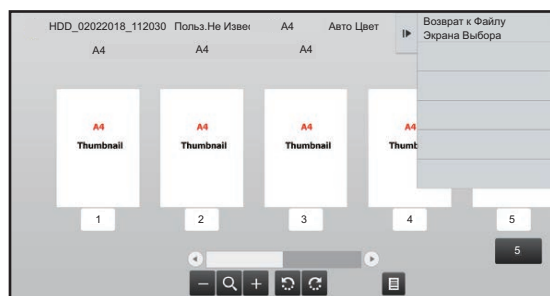 HDD_02022018_112030 Польз.Не Извес A4 Авто Цвет
A4 A4
Возврат к Файлу
Экрана Выбора
A4 A4 A4 A4
Thumbnail Thumbnail Thumbnail Thumb
1 2 3 4 5
5